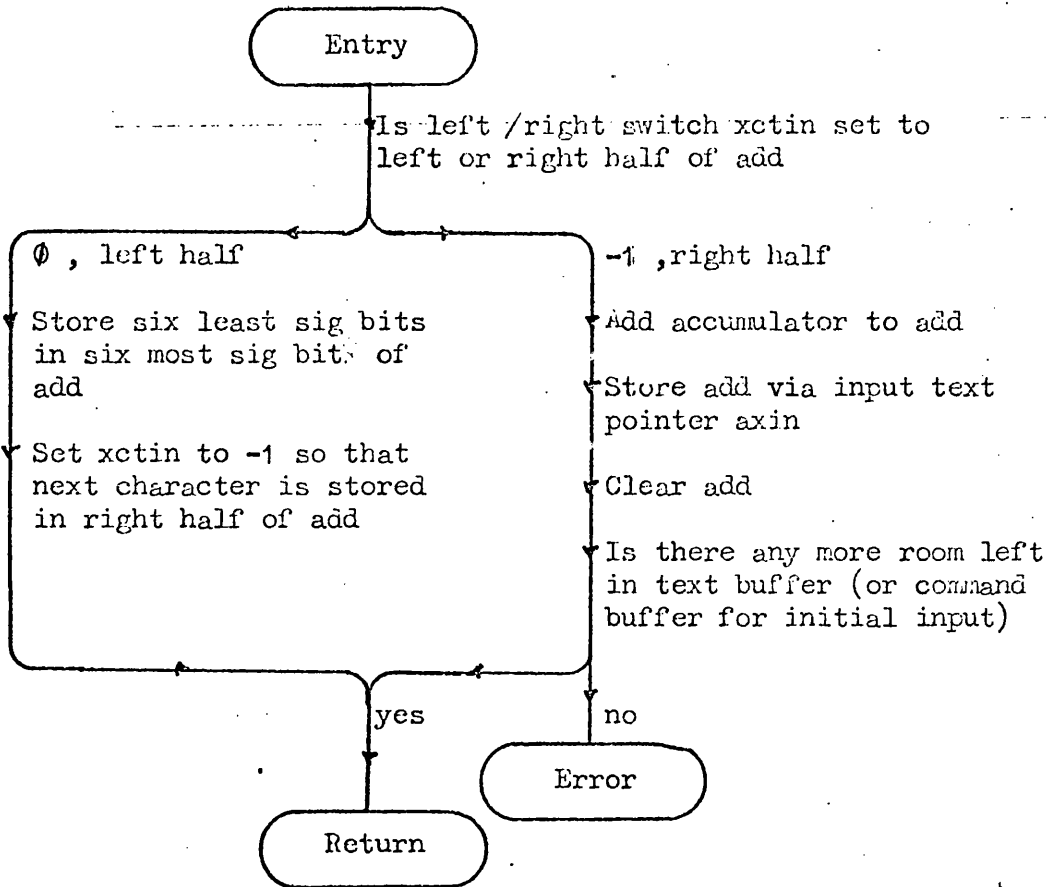 Entry
Is left /right switch xctin set to
left or right half of add
Ø , left half
Store six least sig bits
in six most sig bits of
add
Set xctin to -1 so that
next character is stored
in right half of add
-1 ,right half
Add accumulator to add
Store add via input text
pointer axin
Clear add
Is there any more room left
in text buffer (or command
buffer for initial input)
yes
no
Error
Return